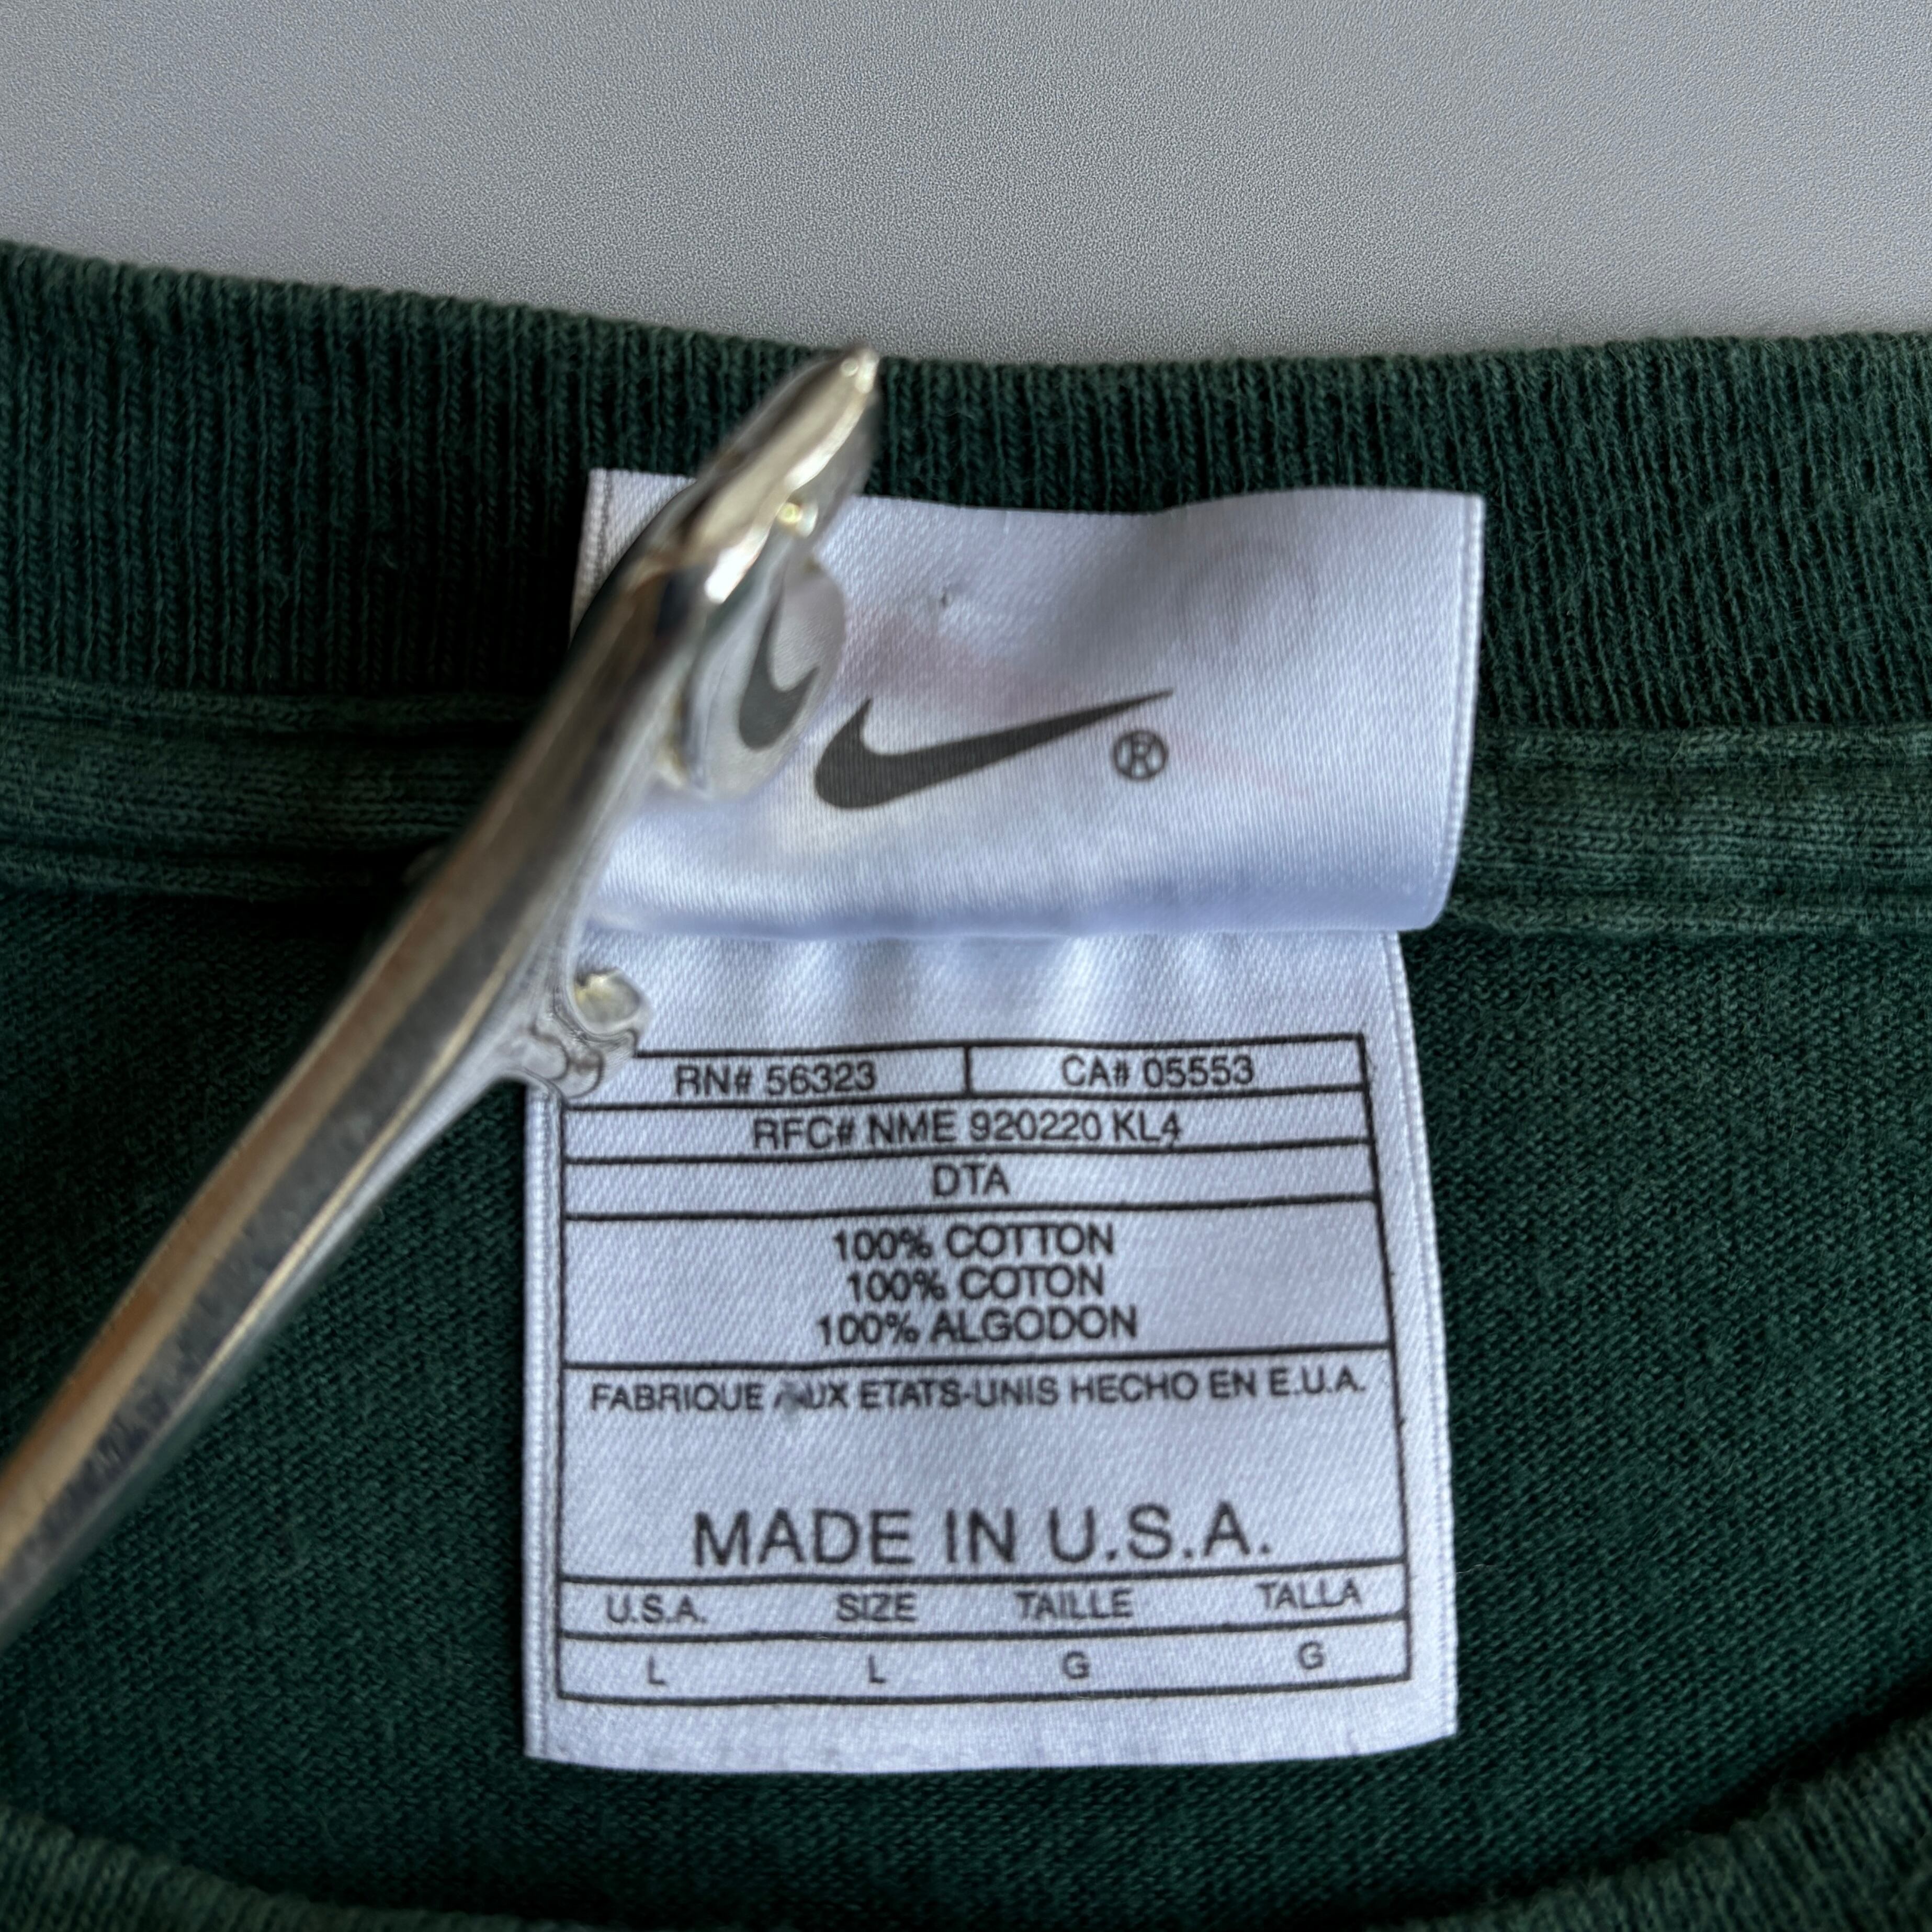 ®
RN# 56323 CA# 05553
RFC# NME 920220 KL4
DTA
100% COTTON
100% COTON
100% ALGODON
FABRIQUE AUX ETATS-UNIS HECHO EN E.U.A.
MADE IN U.S.A.
U.S.A. SIZE TAILLE TALLA
L L G G